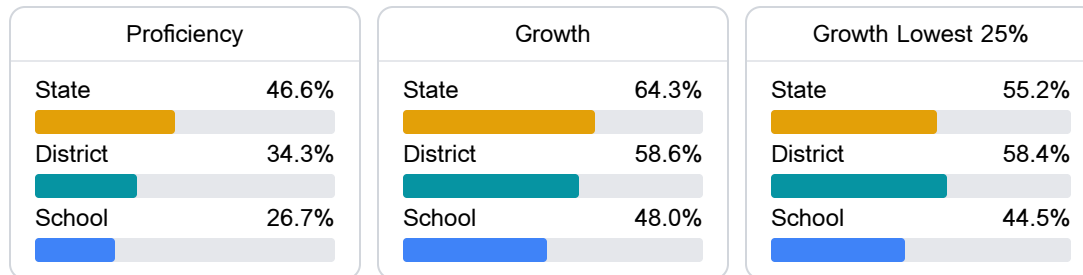 Proficiency
State 46.6%
District 34.3%
School 26.7%
Growth
State 64.3%
District 58.6%
School 48.0%
Growth Lowest 25%
State 55.2%
District 58.4%
School 44.5%